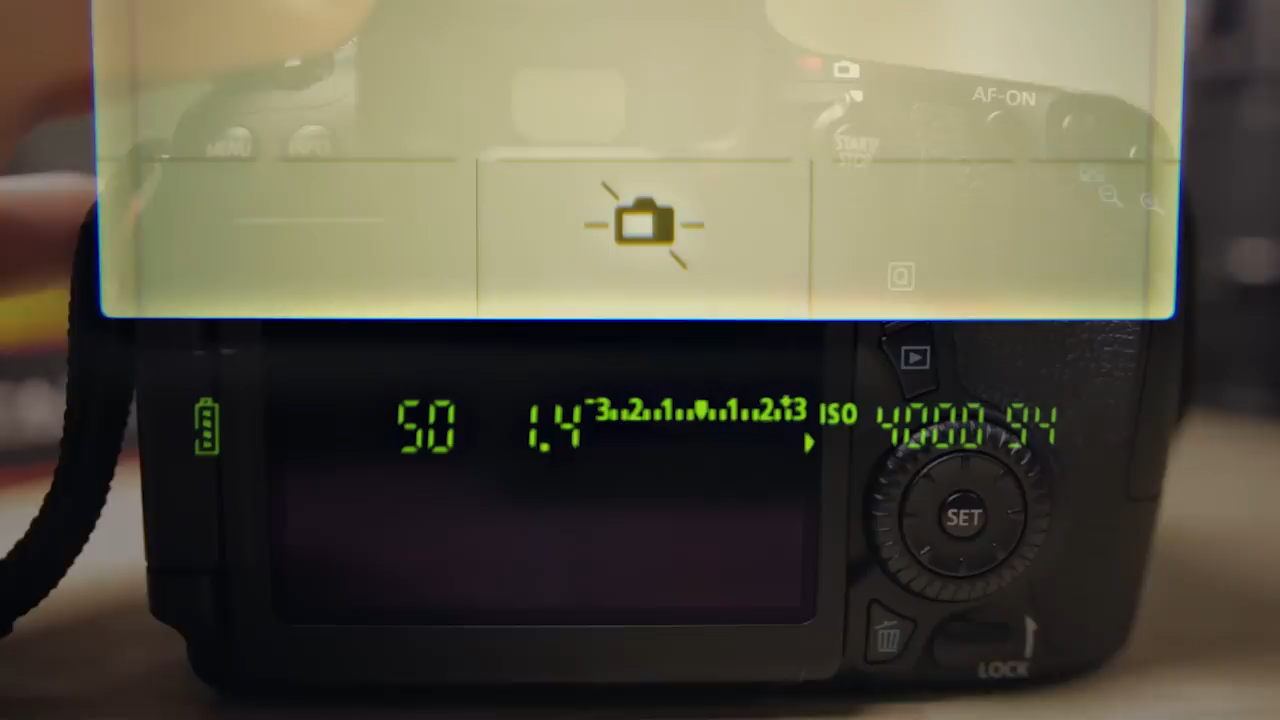 AF-ON
MENU INFO
START/
STOP
Q
50 1.4 -3..2..1..▼..1..2..+3 ISO 4000 94
SET
LOCK